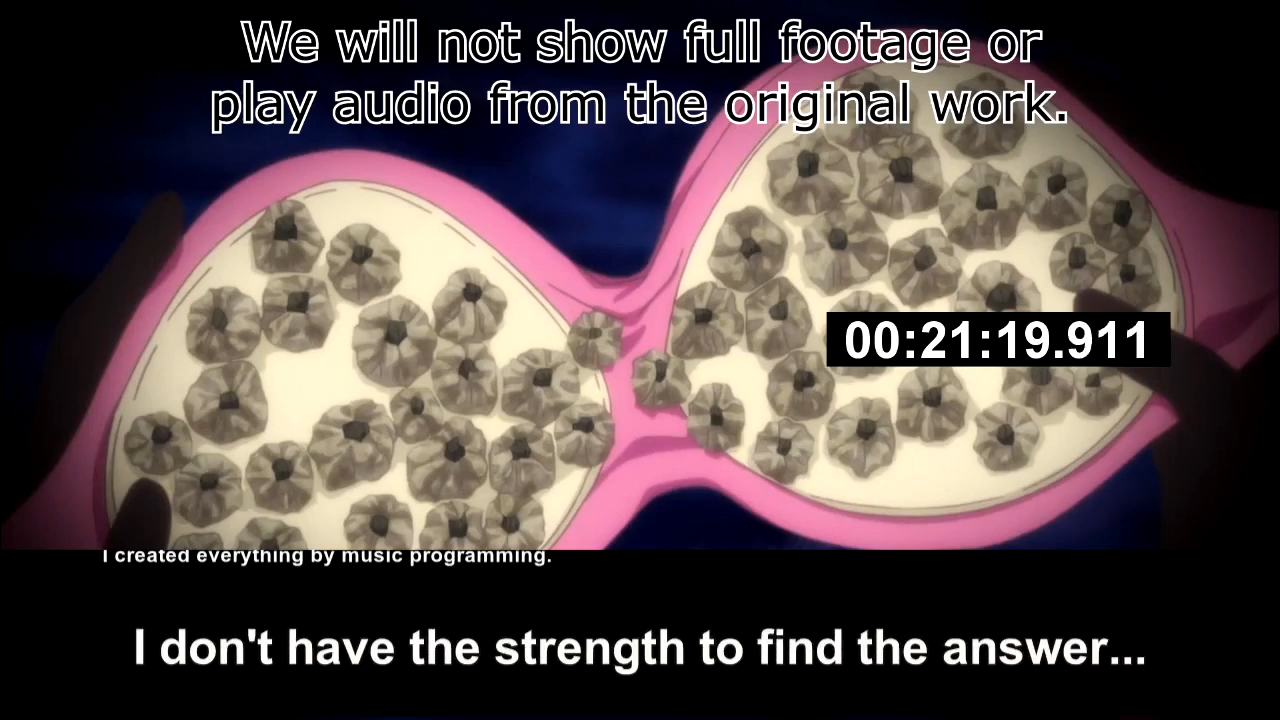 We will not show full footage or
play audio from the original work.
00:21:19.911
I created everything by music programming.
I don't have the strength to find the answer...